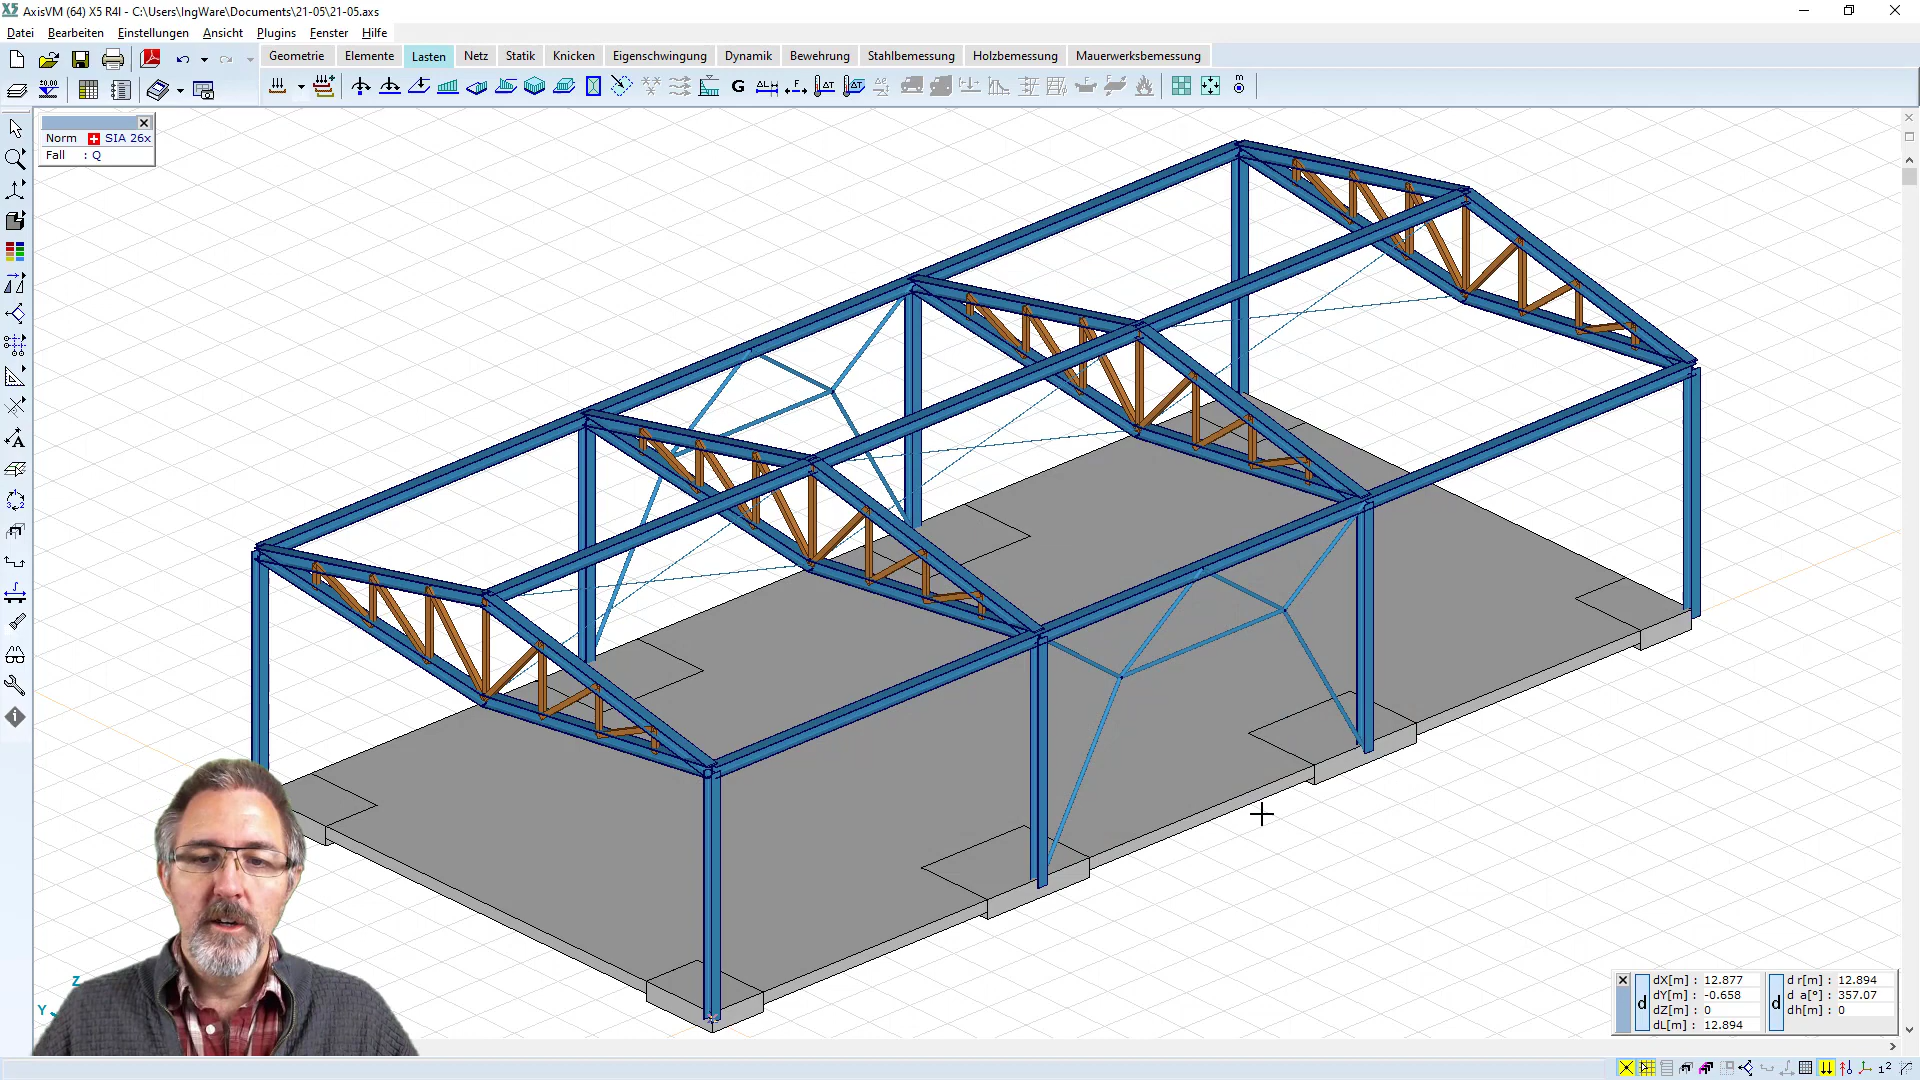 AxisVM (64) X5 R4I - C:\Users\IngWare\Documents\21-05\21-05.axs
Datei Bearbeiten Einstellungen Ansicht Plugins Fenster Hilfe
Geometrie Elemente Lasten Netz Statik Knicken Eigenschwingung Dynamik Bewehrung Stahlbemessung Holzbemessung Mauerwerksbemessung
Norm SIA 26x
Fall : Q
Z
Y
dX[m] : 12.877
dY[m] : -0.658
dZ[m] : 0
dL[m] : 12.894
d r[m] : 12.894
d a[°] : 357.07
dh[m] : 0